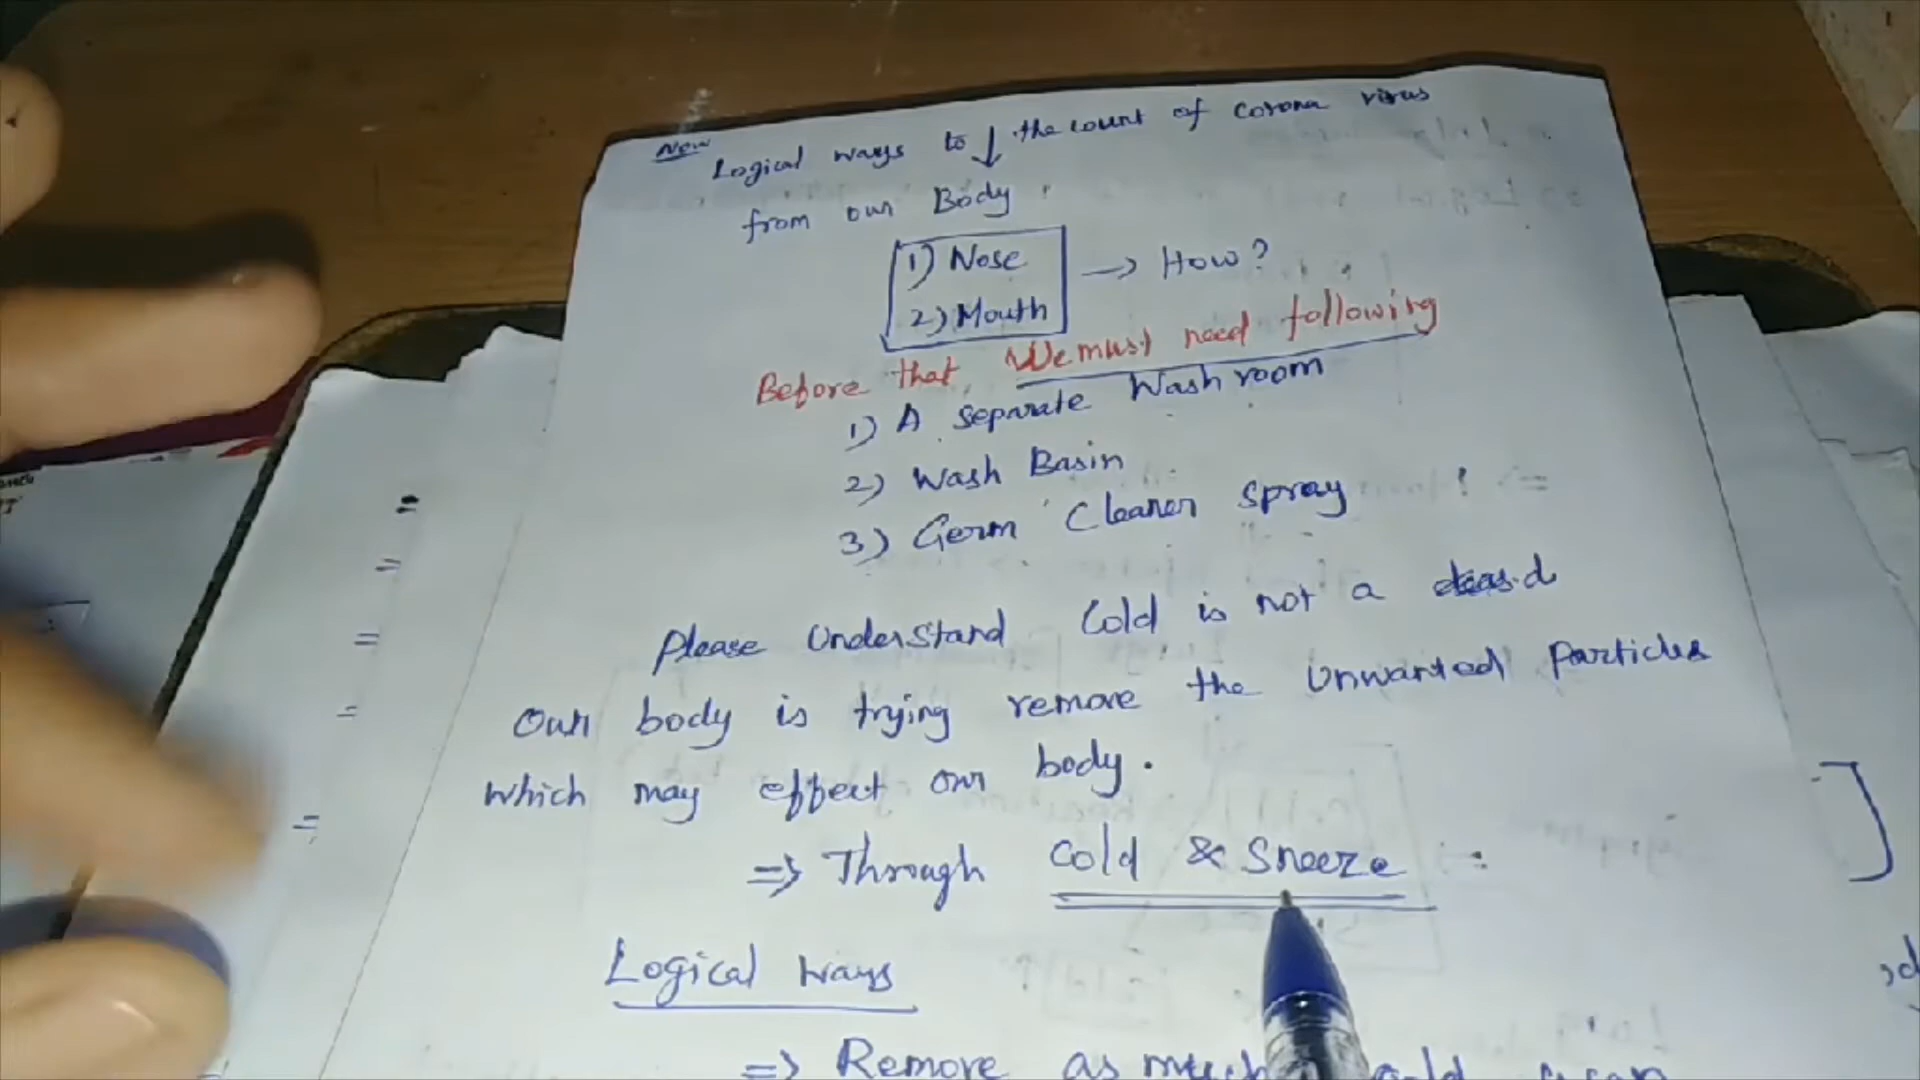 New
Logical ways to ↓ the count of corona virus
from our Body
1) Nose → How?
2) Mouth
Before that, We must need following
1) A separate Wash room
2) Wash Basin
3) Germ Cleaner spray
Please Understand Cold is not a
Our body is trying remove the Unwanted Particles
which may effect our body.
⇒ Through Cold & Sneeze
Logical Ways
⇒ Remove as much